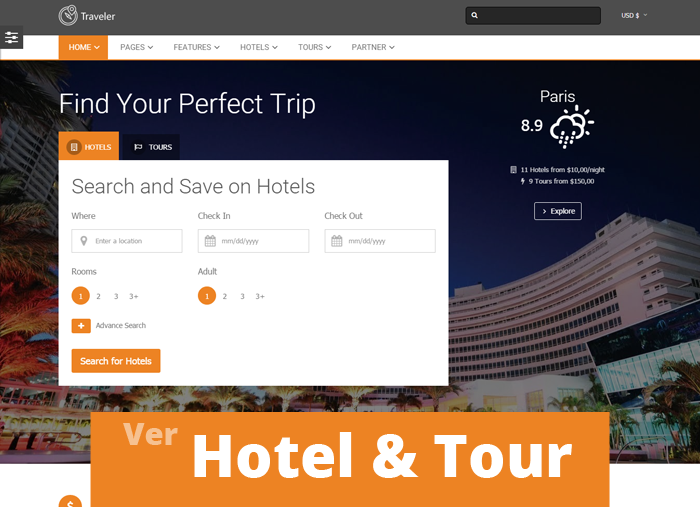 Traveler
USD $
HOME
PAGES
FEATURES
HOTELS
TOURS
PARTNER
Find Your Perfect Trip
HOTELS
TOURS
Search and Save on Hotels
Where
Check In
Check Out
Enter a location
mm/dd/yyyy
mm/dd/yyyy
Rooms
Adult
1 2 3 3+
1 2 3 3+
Advance Search
Search for Hotels
Paris
8.9
11 Hotels from $10,00/night
9 Tours from $150,00
Explore
Ver
Hotel & Tour
$